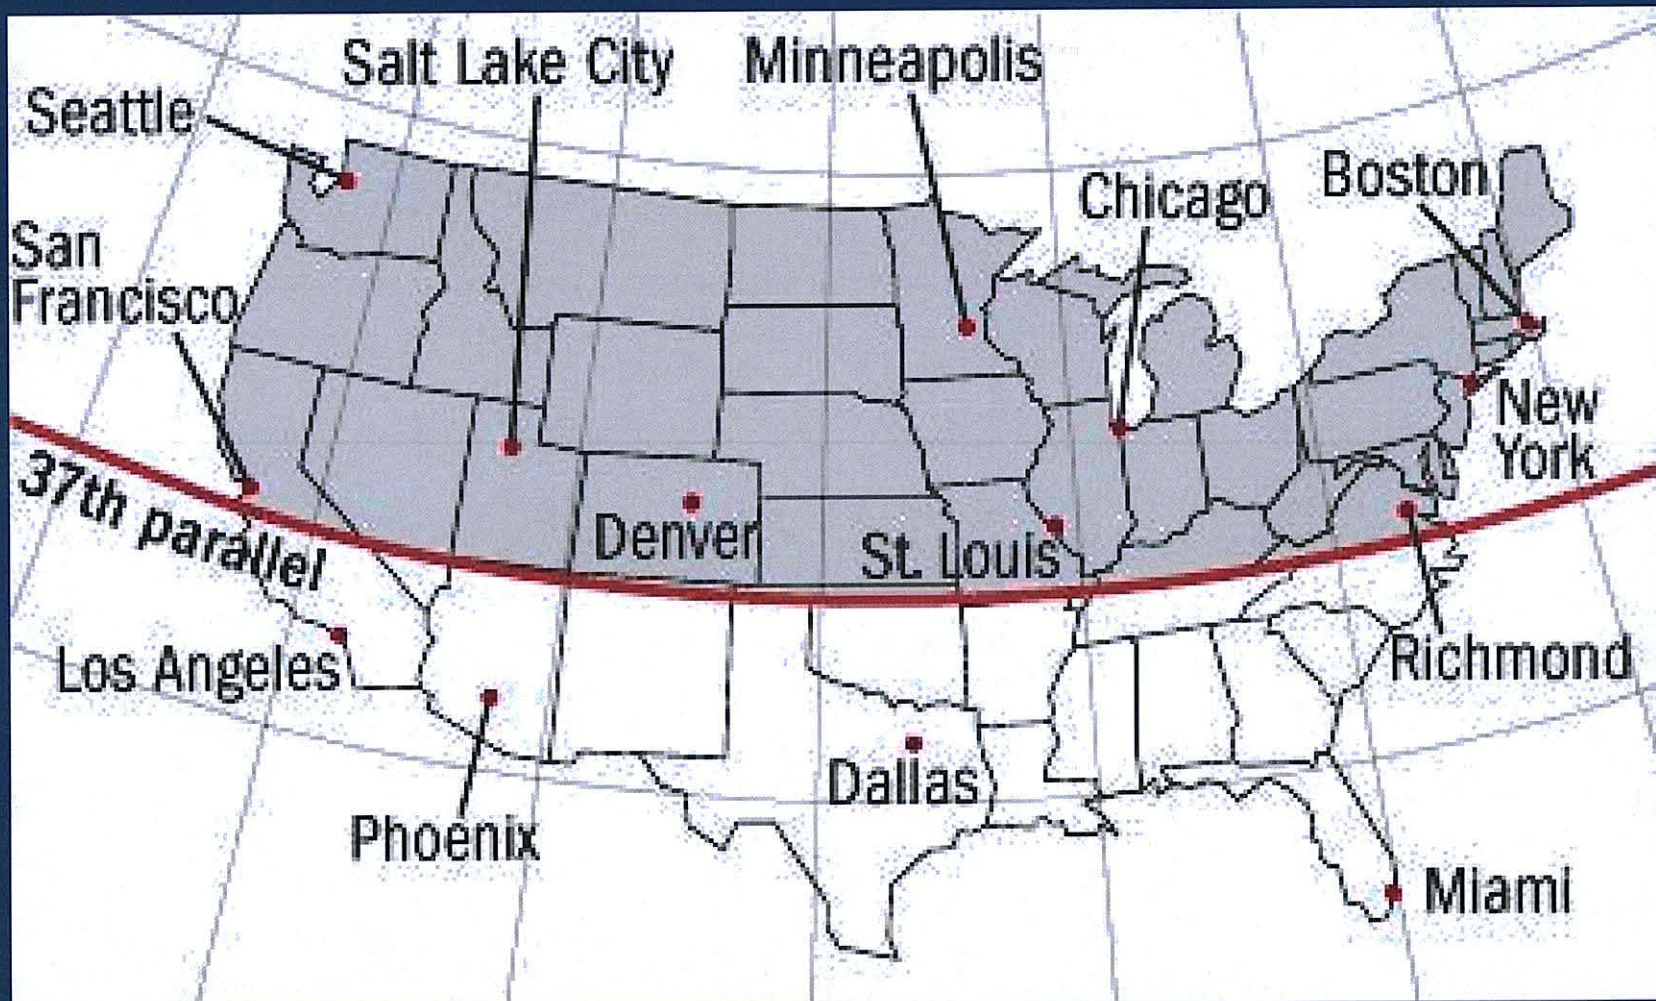 Salt Lake City
Minneapolis
Seattle
Boston
Chicago
San
Francisco
New
York
37th parallel
Denver
St. Louis
Los Angeles
Richmond
Dallas
Phoenix
Miami